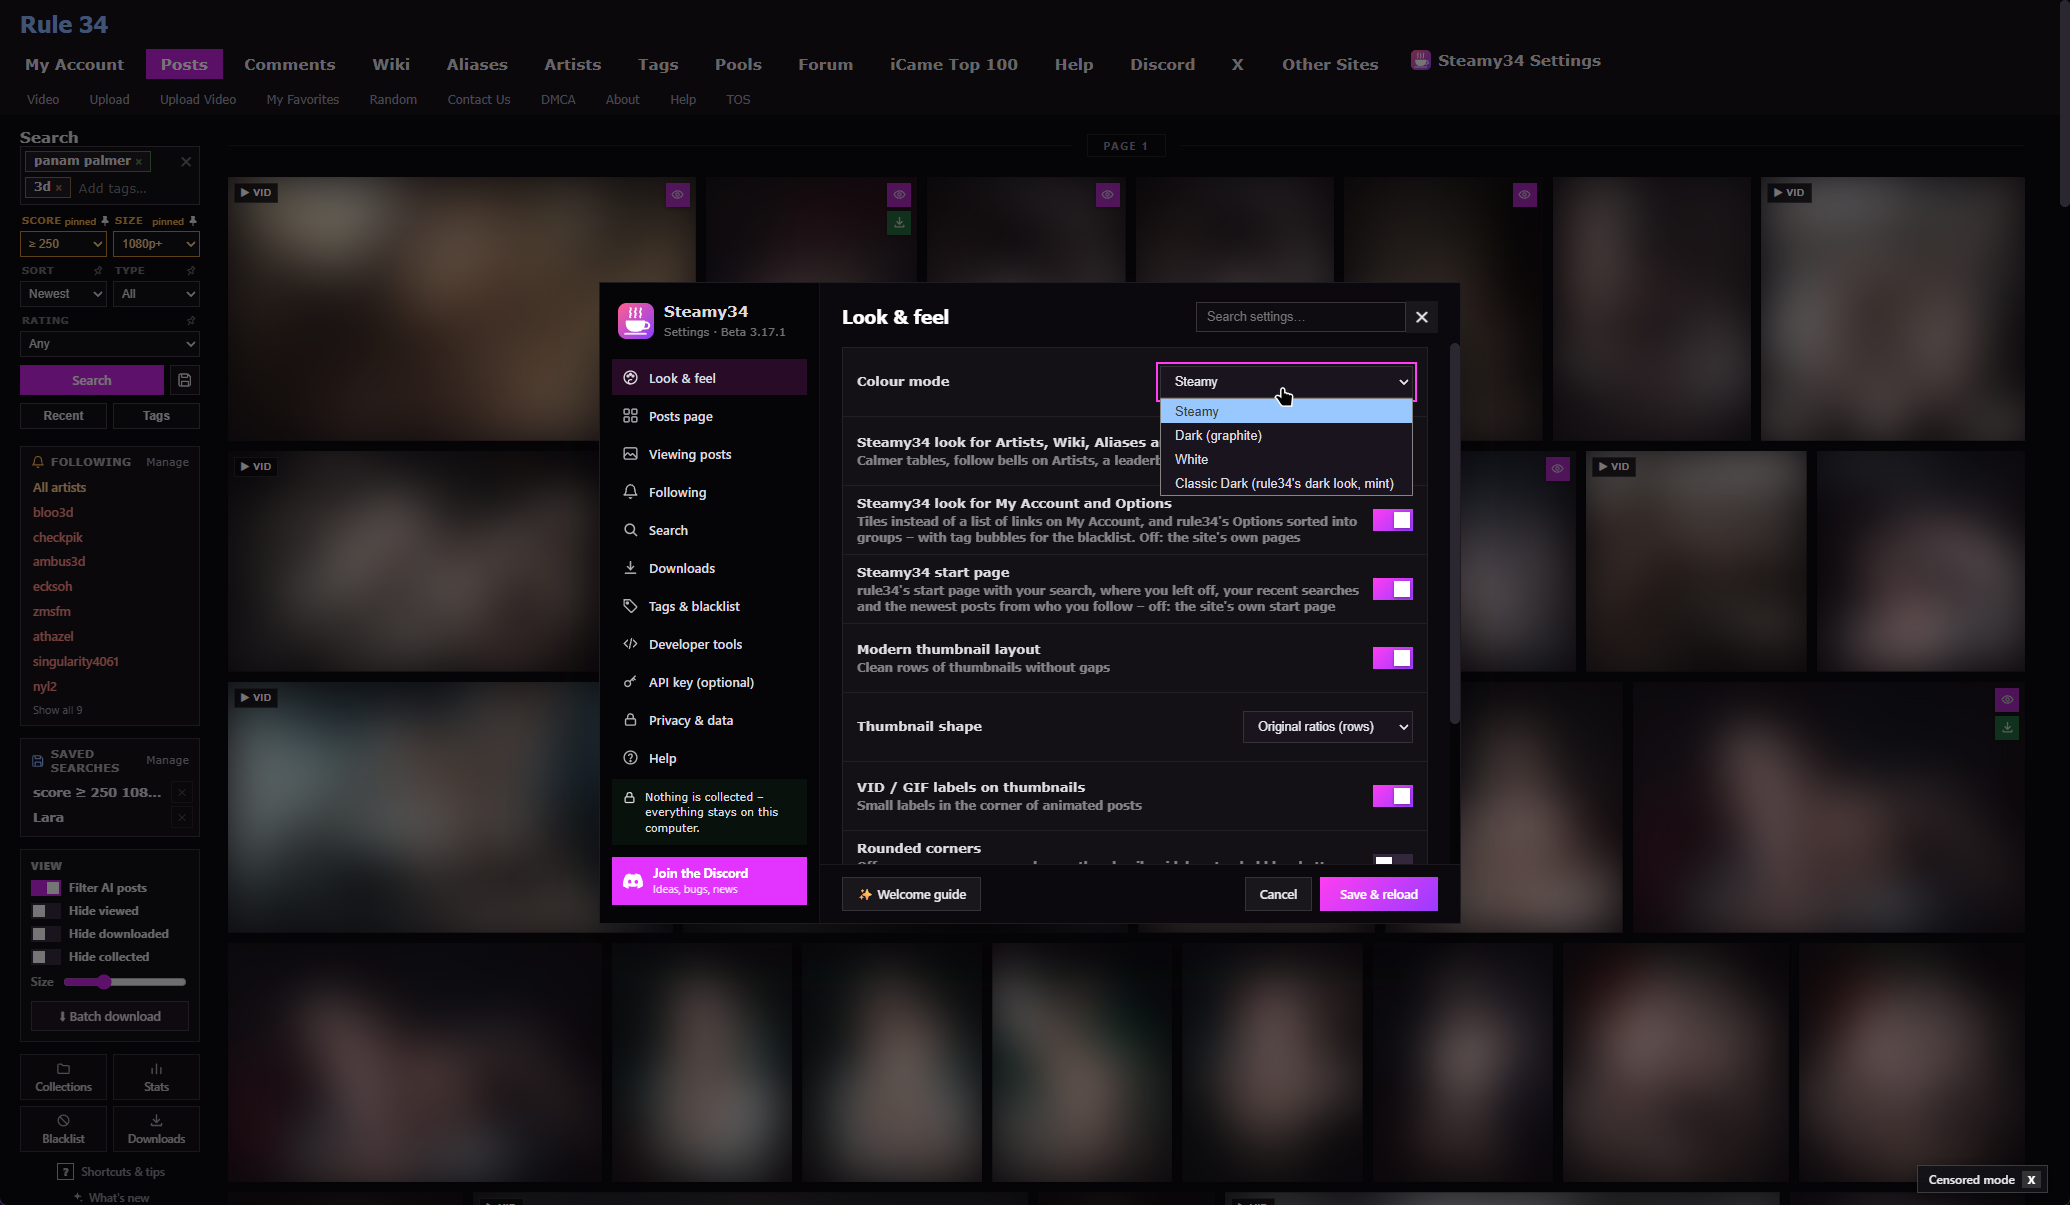 Rule 34
My Account Posts Comments Wiki Aliases Artists Tags Pools Forum iCame Top 100 Help Discord X Other Sites Steamy34 Settings
Video Upload Upload Video My Favorites Random Contact Us DMCA About Help TOS
Search
panam palmer ×
3d × Add tags...
SCORE pinned SIZE pinned
≥ 250 1080p+
SORT TYPE
Newest All
RATING
Any
Search
Recent Tags
FOLLOWING Manage
All artists
bloo3d
checkpik
ambus3d
ecksoh
zmsfm
athazel
singularity4061
nyl2
Show all 9
SAVED SEARCHES Manage
score ≥ 250 108...
Lara
VIEW
Filter AI posts
Hide viewed
Hide downloaded
Hide collected
Size
Batch download
Collections Stats
Blacklist Downloads
? Shortcuts & tips
What's new
PAGE 1
VID
VID
VID
VID
VID
Steamy34
Settings · Beta 3.17.1
Look & feel
Posts page
Viewing posts
Following
Search
Downloads
Tags & blacklist
Developer tools
API key (optional)
Privacy & data
Help
Nothing is collected –
everything stays on this
computer.
Join the Discord
Ideas, bugs, news
Look & feel
Search settings...
Colour mode Steamy
Steamy
Dark (graphite)
White
Classic Dark (rule34's dark look, mint)
Steamy34 look for Artists, Wiki, Aliases
Calmer tables, follow bells on Artists, a
Steamy34 look for My Account and Options
Tiles instead of a list of links on My Account, and rule34's Options sorted into
groups – with tag bubbles for the blacklist. Off: the site's own pages
Steamy34 start page
rule34's start page with your search, where you left off, your recent searches
and the newest posts from who you follow – off: the site's own start page
Modern thumbnail layout
Clean rows of thumbnails without gaps
Thumbnail shape Original ratios (rows)
VID / GIF labels on thumbnails
Small labels in the corner of animated posts
Rounded corners
Welcome guide Cancel Save & reload
Censored mode X